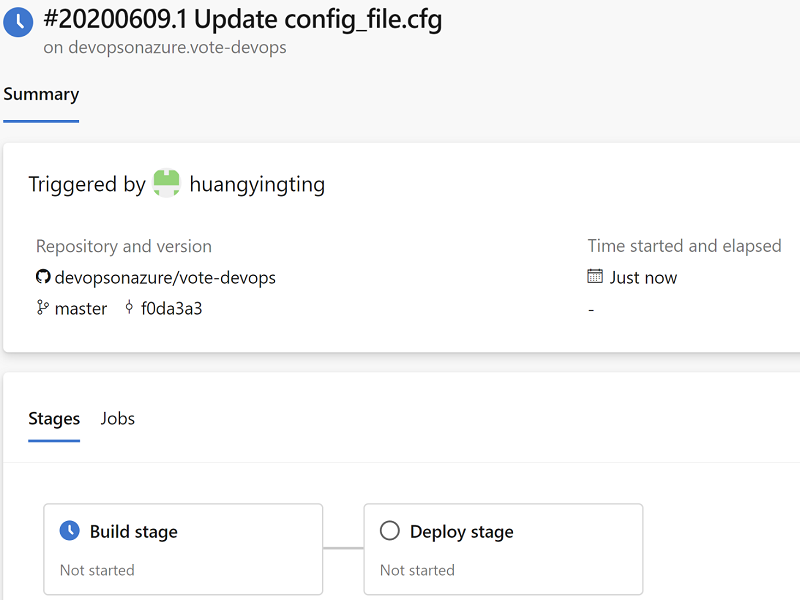 #20200609.1 Update config_file.cfg
on devopsonazure.vote-devops
Summary
Triggered by huangyingting
Repository and version
Time started and elapsed
devopsonazure/vote-devops
Just now
master f0da3a3
-
Stages Jobs
Build stage
Deploy stage
Not started
Not started